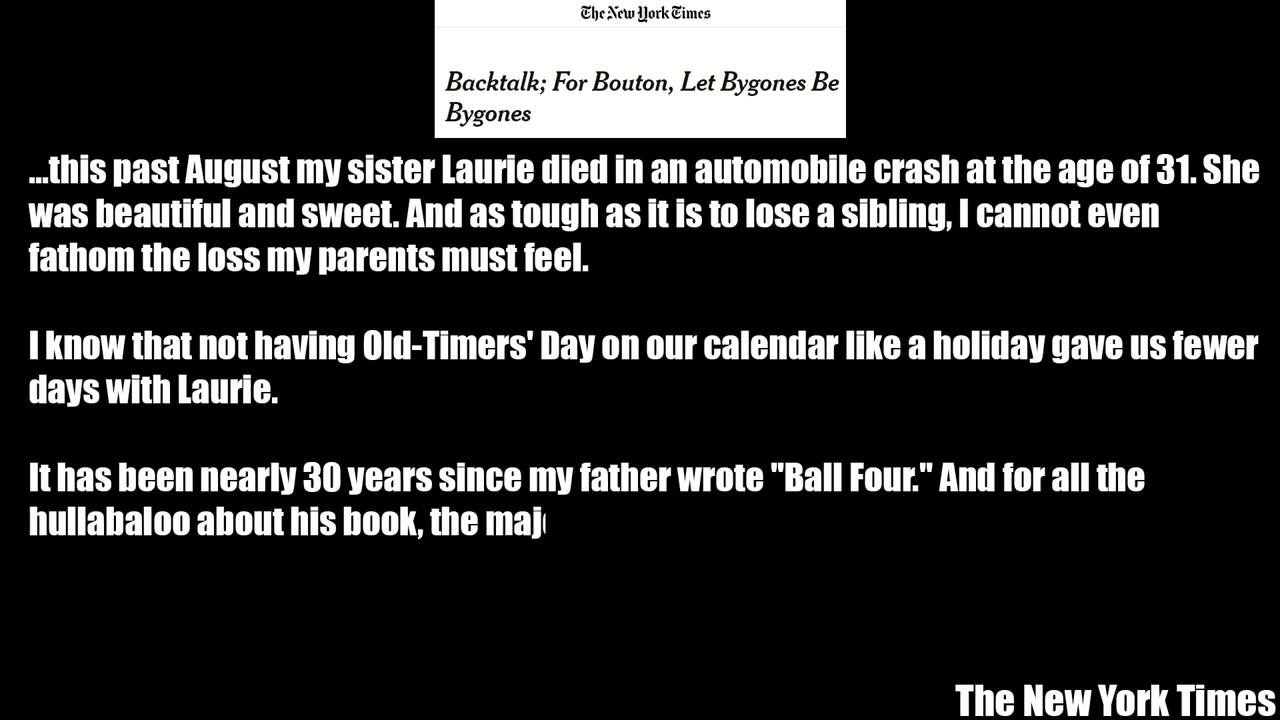 The New York Times
Backtalk; For Bouton, Let Bygones Be
Bygones
...this past August my sister Laurie died in an automobile crash at the age of 31. She
was beautiful and sweet. And as tough as it is to lose a sibling, I cannot even
fathom the loss my parents must feel.
I know that not having Old-Timers' Day on our calendar like a holiday gave us fewer
days with Laurie.
It has been nearly 30 years since my father wrote "Ball Four." And for all the
hullabaloo about his book, the maj
The New York Times